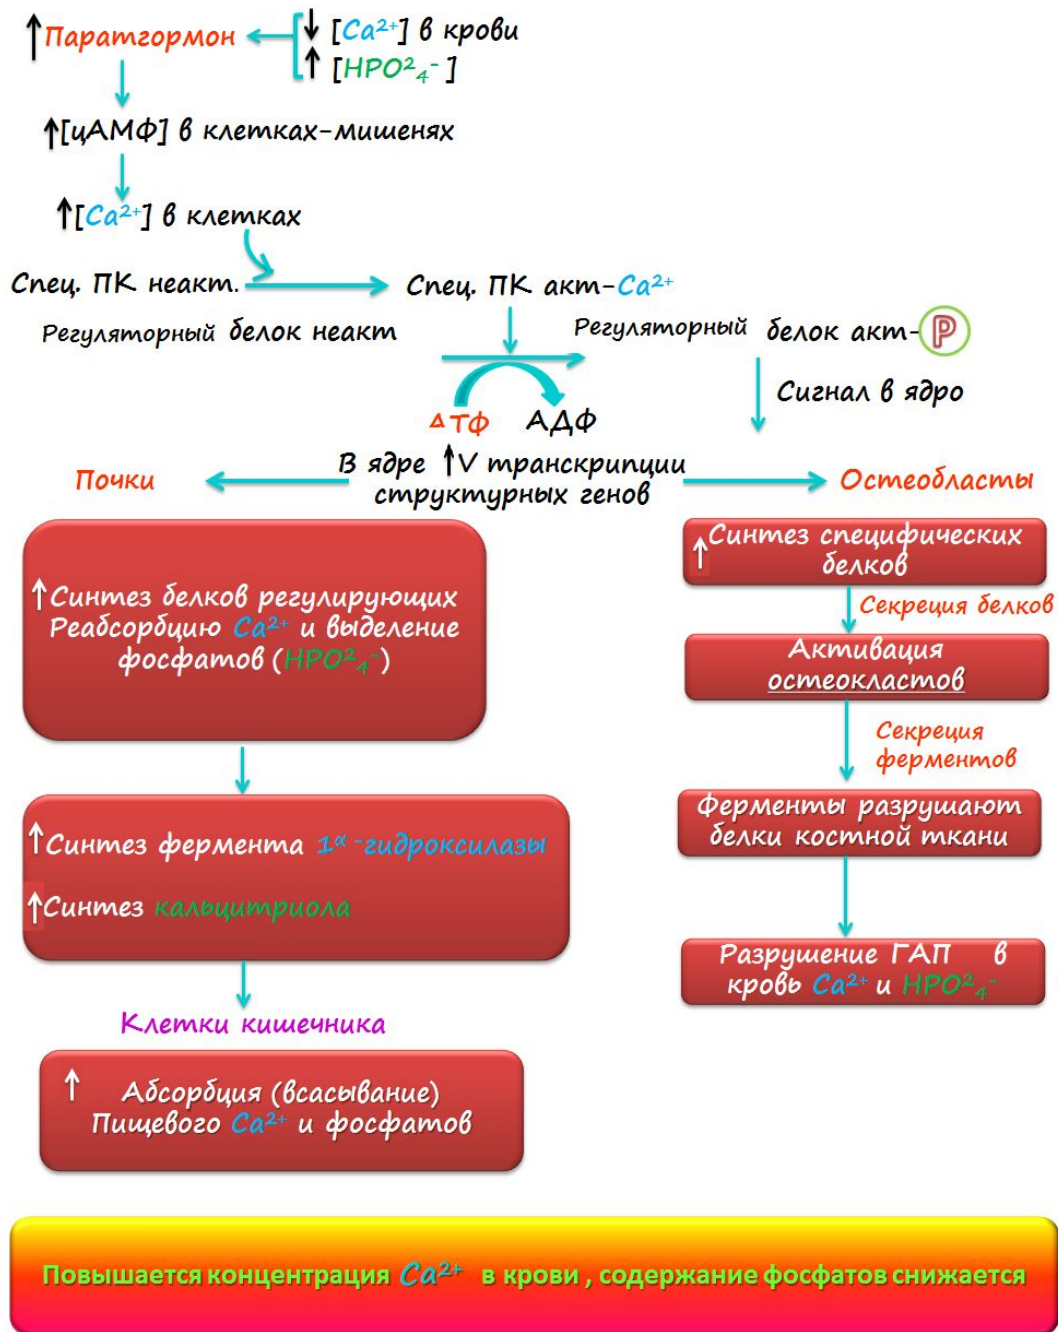 ↑Паратгормон
↓ [Ca²⁺] в крови
↑ [HPO²₄⁻]
↑[цАМФ] в клетках-мишенях
↑[Ca²⁺] в клетках
Спец. ПК неакт.
Спец. ПК акт-Ca²⁺
Регуляторный белок неакт
Регуляторный белок акт-P
АТФ АДФ
Сигнал в ядро
В ядре ↑V транскрипции
структурных генов
Почки
Остеобласты
↑Синтез белков регулирующих
Реабсорбцию Ca²⁺ и выделение
фосфатов (HPO²₄⁻)
↑Синтез фермента 1α-гидроксилазы
↑Синтез кальцитриола
Клетки кишечника
↑ Абсорбция (всасывание)
Пищевого Ca²⁺ и фосфатов
↑Синтез специфических
белков
Секреция белков
Активация
остеокластов
Секреция
ферментов
Ферменты разрушают
белки костной ткани
Разрушение ГАП в
кровь Ca²⁺ и HPO²₄⁻
Повышается концентрация Ca²⁺ в крови , содержание фосфатов снижается